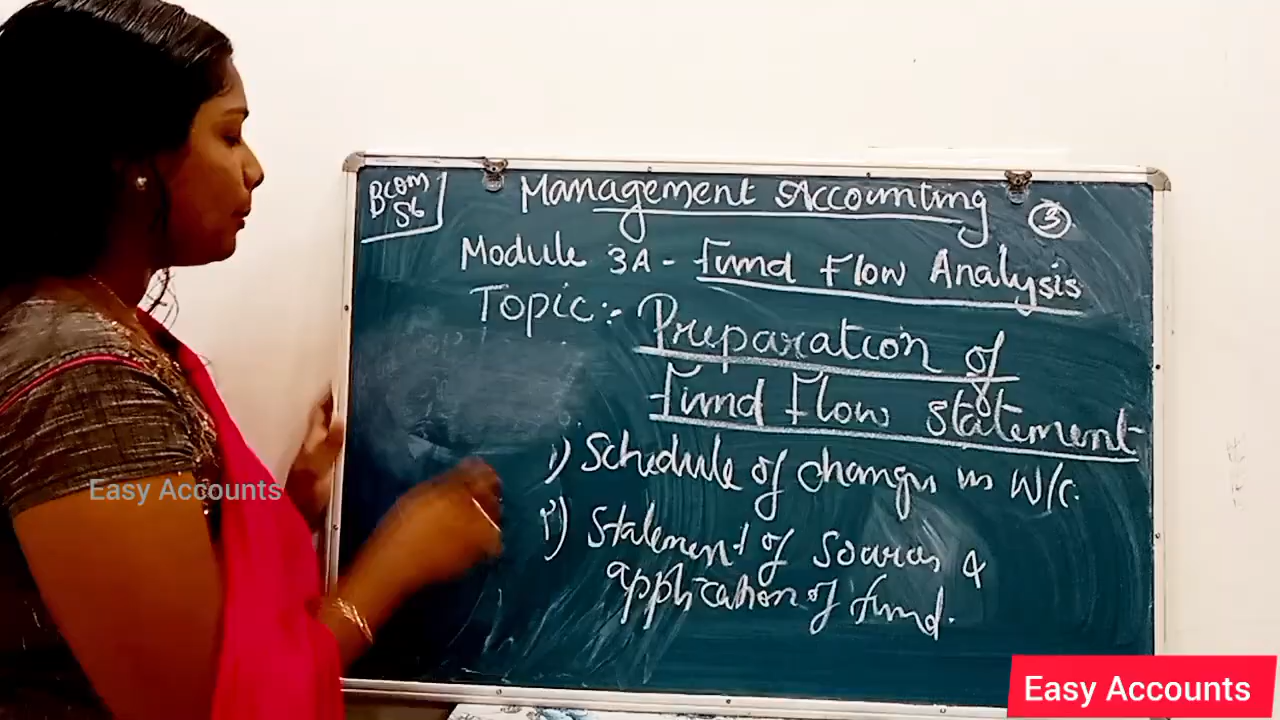 BCOM
S6
Management Accounting
3
Module 3A - Fund Flow Analysis
Topic:- Preparation of
Fund Flow Statement
i) Schedule of changes in W/C.
ii) Statement of Sources &
application of fund.
Easy Accounts
Easy Accounts